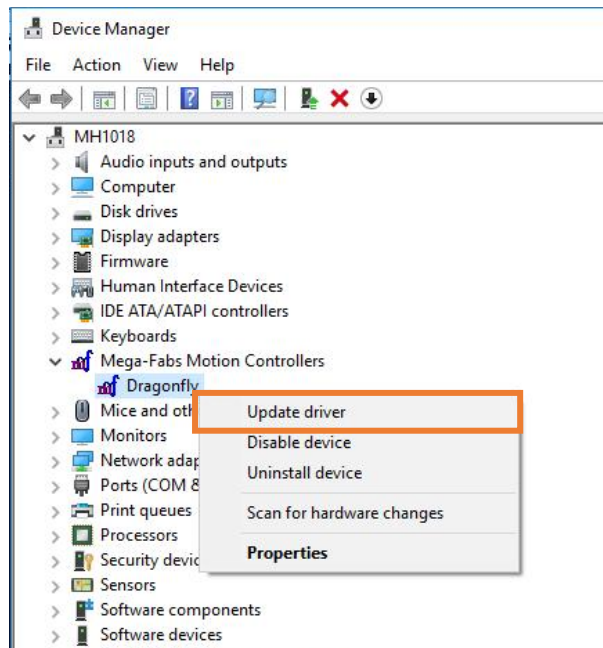 Device Manager
File Action View Help
MH1018
Audio inputs and outputs
Computer
Disk drives
Display adapters
Firmware
Human Interface Devices
IDE ATA/ATAPI controllers
Keyboards
Mega-Fabs Motion Controllers
Dragonfly
Mice and oth
Update driver
Monitors
Disable device
Network adap
Uninstall device
Ports (COM &
Print queues
Scan for hardware changes
Processors
Security devic
Properties
Sensors
Software components
Software devices